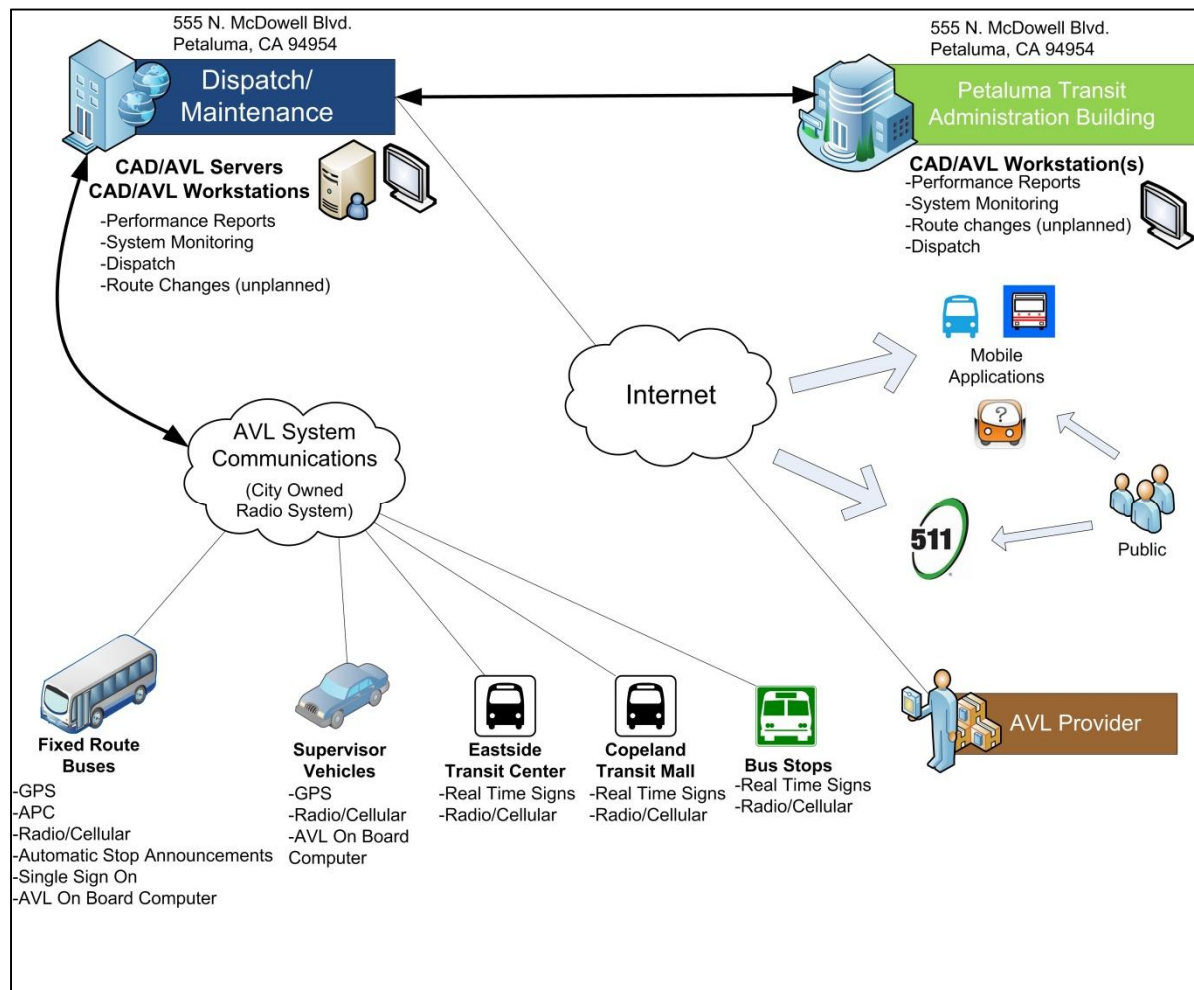 555 N. McDowell Blvd.
Petaluma, CA 94954
Dispatch/
Maintenance
CAD/AVL Servers
CAD/AVL Workstations
-Performance Reports
-System Monitoring
-Dispatch
-Route Changes (unplanned)
555 N. McDowell Blvd.
Petaluma, CA 94954
Petaluma Transit
Administration Building
CAD/AVL Workstation(s)
-Performance Reports
-System Monitoring
-Route changes (unplanned)
-Dispatch
Internet
Mobile
Applications
?
511
Public
AVL System
Communications
(City Owned
Radio System)
Fixed Route
Buses
-GPS
-APC
-Radio/Cellular
-Automatic Stop Announcements
-Single Sign On
-AVL On Board Computer
Supervisor
Vehicles
-GPS
-Radio/Cellular
-AVL On Board
Computer
Eastside
Transit Center
-Real Time Signs
-Radio/Cellular
Copeland
Transit Mall
-Real Time Signs
-Radio/Cellular
Bus Stops
-Real Time Signs
-Radio/Cellular
AVL Provider